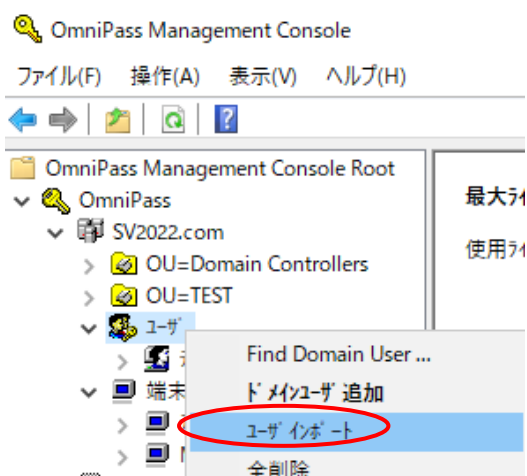 OmniPass Management Console
ファイル(F) 操作(A) 表示(V) ヘルプ(H)
OmniPass Management Console Root
OmniPass
SV2022.com
OU=Domain Controllers
OU=TEST
ﾕｰｻﾞ
端末
最大ﾗｲ
使用ﾗｲ
Find Domain User ...
ﾄﾞﾒｲﾝﾕｰｻﾞ追加
ﾕｰｻﾞｲﾝﾎﾟｰﾄ
全削除